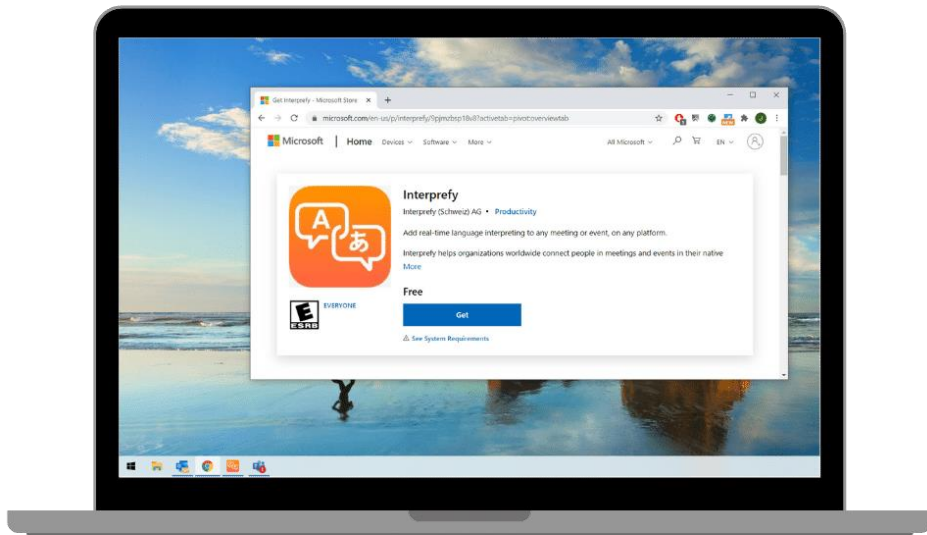 Get Interprefy - Microsoft Store
microsoft.com/en-us/p/interprefy/9pjmzbsp18v8?activetab=pivot:overviewtab
Microsoft | Home Devices Software More All Microsoft EN
A
あ
Interprefy
Interprefy (Schweiz) AG • Productivity
Add real-time language interpreting to any meeting or event, on any platform.
Interprefy helps organizations worldwide connect people in meetings and events in their native
More
Free
E
ESRB
EVERYONE
Get
See System Requirements